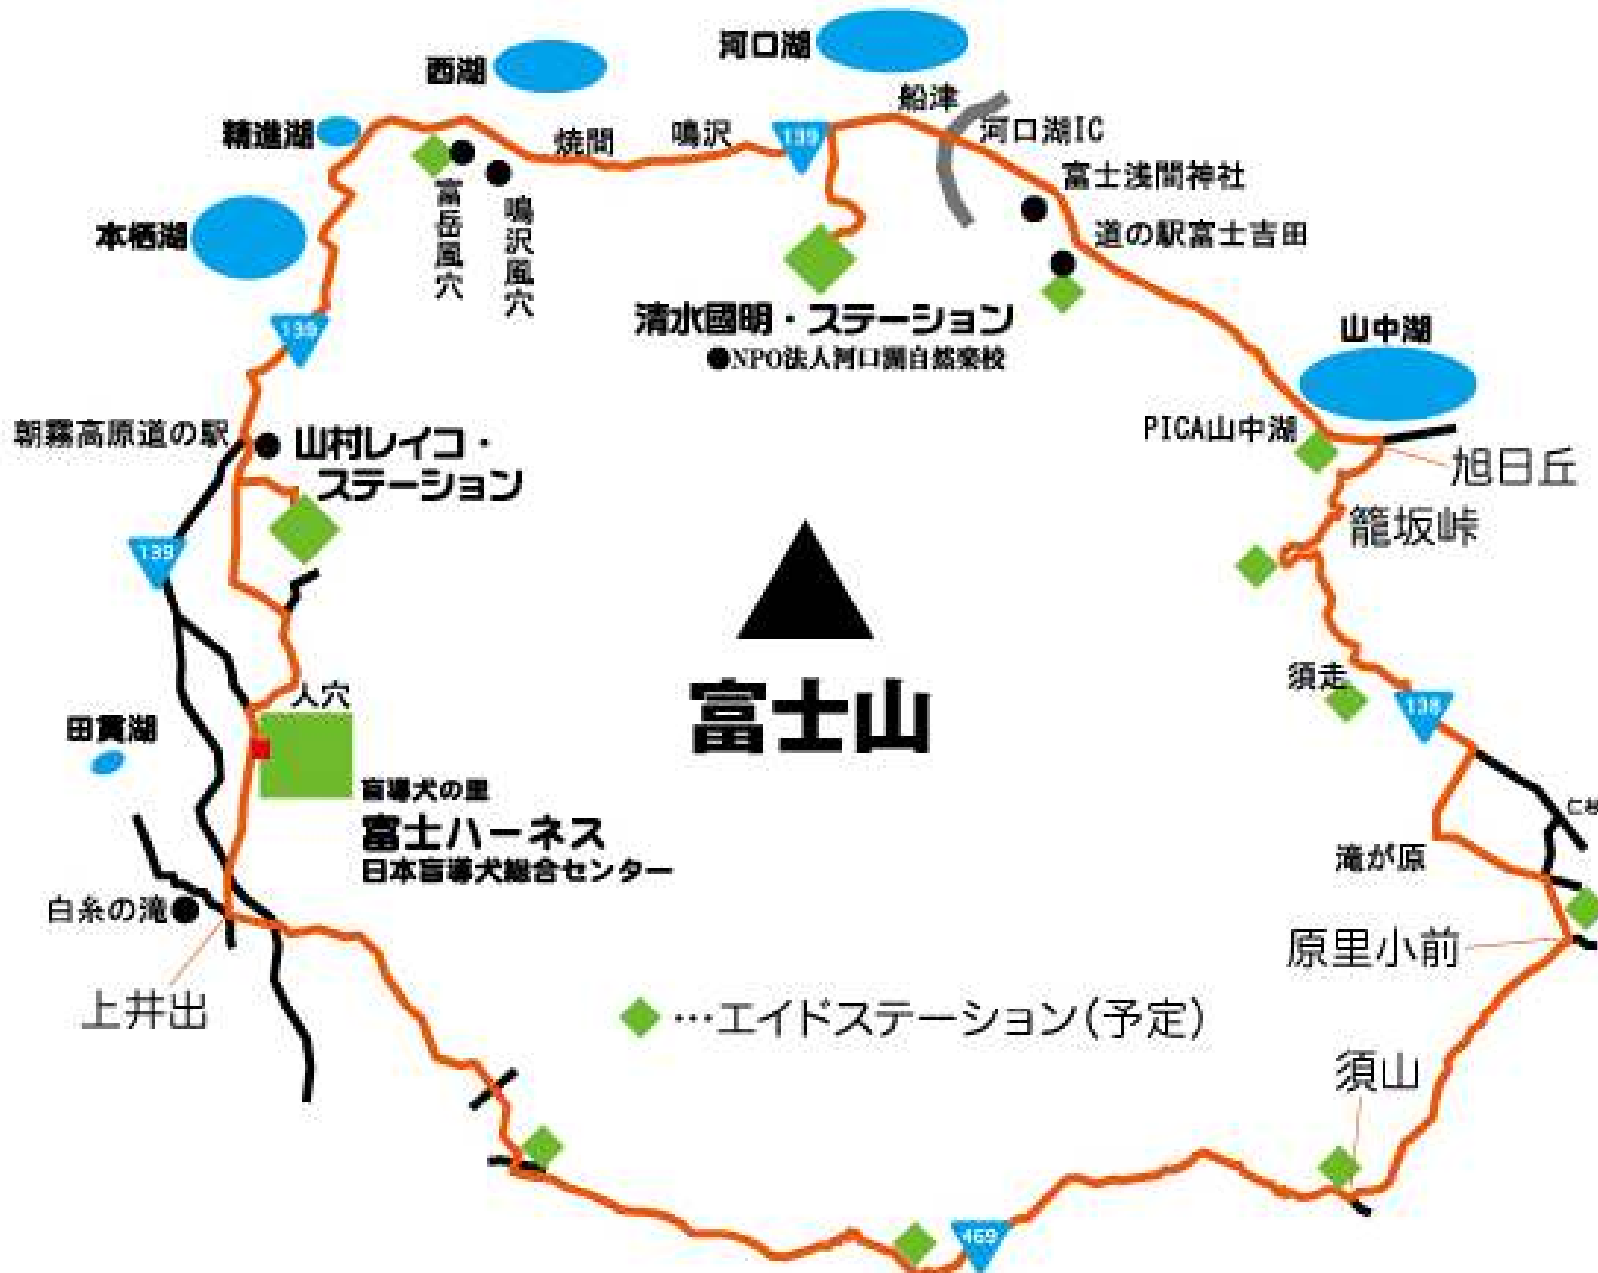 河口湖
西湖
船津
精進湖
焼間
鳴沢
139
河口湖IC
富士浅間神社
富岳風穴
鳴沢風穴
本栖湖
道の駅富士吉田
清水國明・ステーション
●NPO法人河口湖自然楽校
139
山中湖
朝霧高原道の駅
山村レイコ・
ステーション
PICA山中湖
旭日丘
籠坂峠
139
須走
人穴
富士山
138
田貫湖
盲導犬の里
富士ハーネス
日本盲導犬総合センター
滝が原
白糸の滝
原里小前
上井出
…エイドステーション(予定)
須山
469